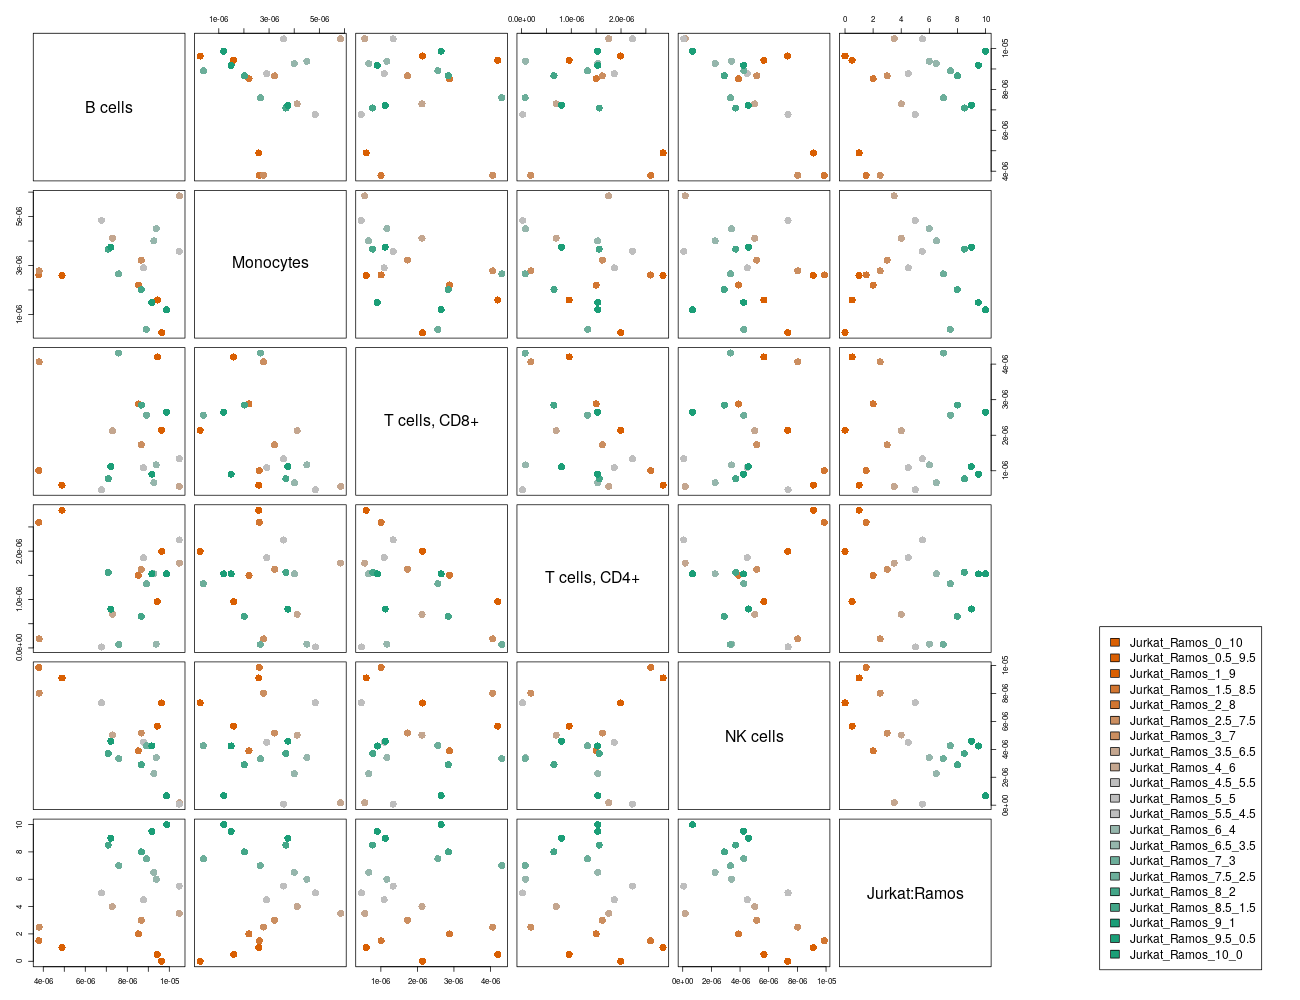 1e-06 3e-06 5e-06 0.0e+00 1.0e-06 2.0e-06 0 2 4 6 8 10
B cells
4e-06 6e-06 8e-06 1e-05
Monocytes
1e-06 3e-06 5e-06
T cells, CD8+
1e-06 2e-06 3e-06 4e-06
T cells, CD4+
0.0e+00 1.0e-06 2.0e-06
NK cells
0e+00 2e-06 4e-06 6e-06 8e-06 1e-05
Jurkat:Ramos
0 2 4 6 8 10
4e-06 6e-06 8e-06 1e-05 1e-06 2e-06 3e-06 4e-06 0e+00 2e-06 4e-06 6e-06 8e-06 1e-05
Jurkat_Ramos_0_10
Jurkat_Ramos_0.5_9.5
Jurkat_Ramos_1_9
Jurkat_Ramos_1.5_8.5
Jurkat_Ramos_2_8
Jurkat_Ramos_2.5_7.5
Jurkat_Ramos_3_7
Jurkat_Ramos_3.5_6.5
Jurkat_Ramos_4_6
Jurkat_Ramos_4.5_5.5
Jurkat_Ramos_5_5
Jurkat_Ramos_5.5_4.5
Jurkat_Ramos_6_4
Jurkat_Ramos_6.5_3.5
Jurkat_Ramos_7_3
Jurkat_Ramos_7.5_2.5
Jurkat_Ramos_8_2
Jurkat_Ramos_8.5_1.5
Jurkat_Ramos_9_1
Jurkat_Ramos_9.5_0.5
Jurkat_Ramos_10_0